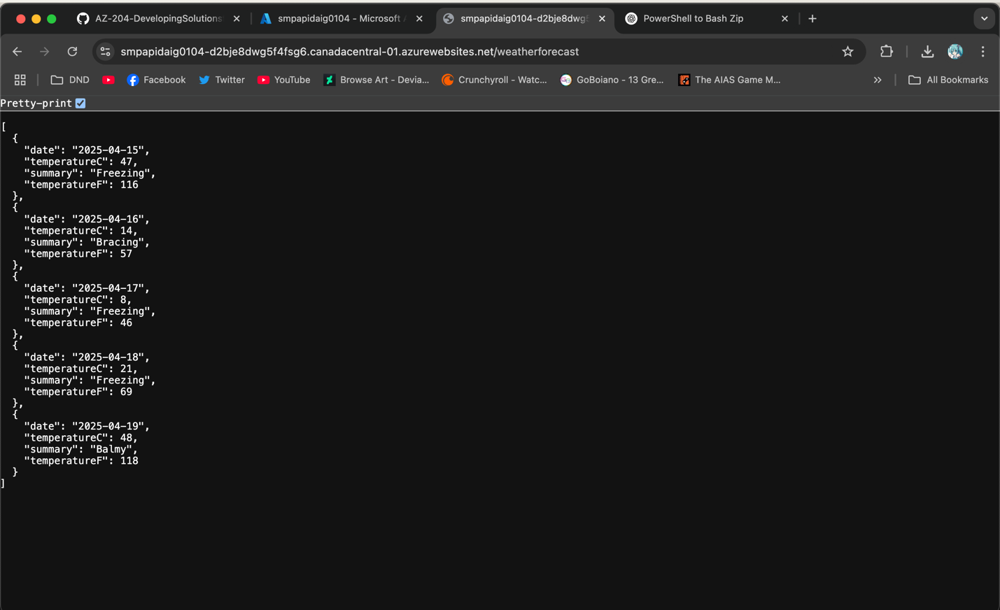 AZ-204-DevelopingSolutions
smpapidaig0104 - Microsoft
smpapidaig0104-d2bje8dwg5
PowerShell to Bash Zip
smpapidaig0104-d2bje8dwg5f4fsg6.canadacentral-01.azurewebsites.net/weatherforecast
DND
Facebook
Twitter
YouTube
Browse Art - Devia...
Crunchyroll - Watc...
GoBoiano - 13 Gre...
The AIAS Game M...
All Bookmarks
Pretty-print
[
{
"date": "2025-04-15",
"temperatureC": 47,
"summary": "Freezing",
"temperatureF": 116
},
{
"date": "2025-04-16",
"temperatureC": 14,
"summary": "Bracing",
"temperatureF": 57
},
{
"date": "2025-04-17",
"temperatureC": 8,
"summary": "Freezing",
"temperatureF": 46
},
{
"date": "2025-04-18",
"temperatureC": 21,
"summary": "Freezing",
"temperatureF": 69
},
{
"date": "2025-04-19",
"temperatureC": 48,
"summary": "Balmy",
"temperatureF": 118
}
]